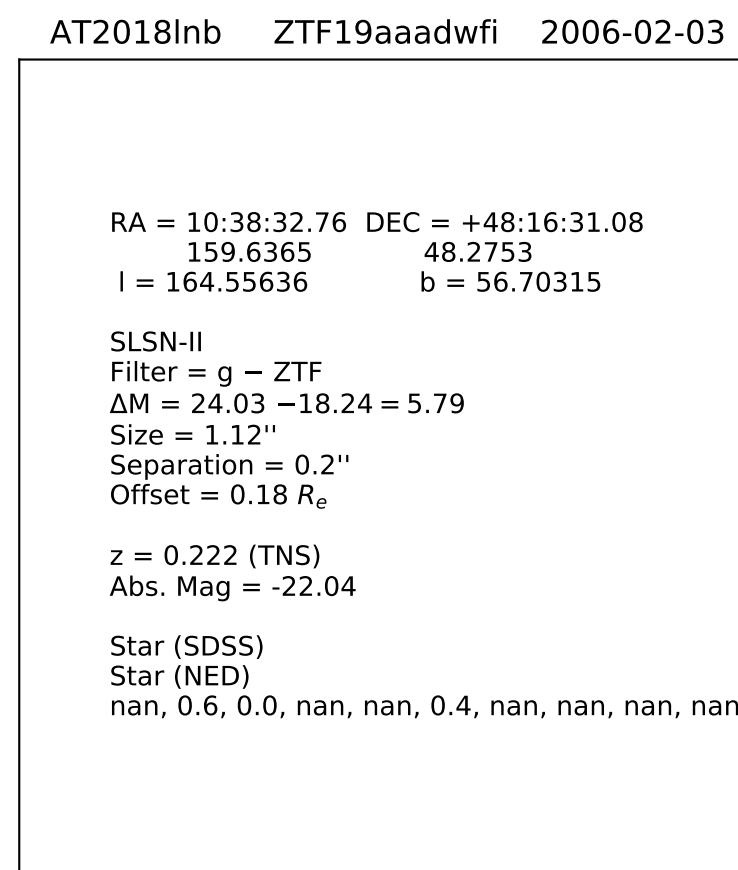 AT2018lnb ZTF19aaadwfi 2006-02-03
RA = 10:38:32.76 DEC = +48:16:31.08
159.6365 48.2753
l = 164.55636 b = 56.70315
SLSN-II
Filter = g − ZTF
ΔM = 24.03 −18.24 = 5.79
Size = 1.12''
Separation = 0.2''
Offset = 0.18 Re
z = 0.222 (TNS)
Abs. Mag = -22.04
Star (SDSS)
Star (NED)
nan, 0.6, 0.0, nan, nan, 0.4, nan, nan, nan, nan